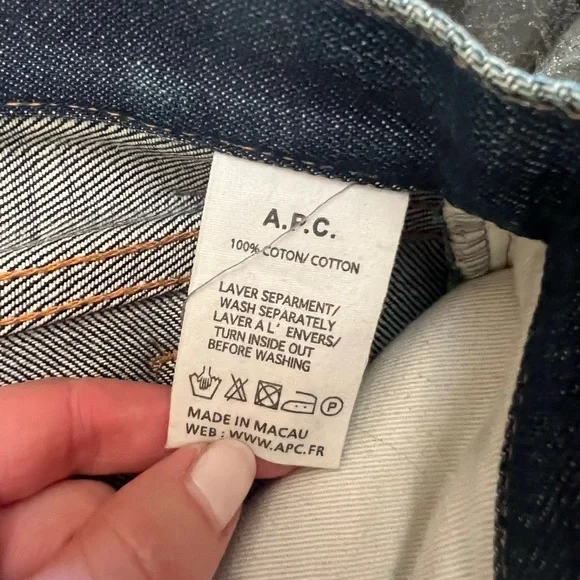 A.P.C.
100% COTON/ COTTON
LAVER SEPARMENT/
WASH SEPARATELY
LAVER A L' ENVERS/
TURN INSIDE OUT
BEFORE WASHING
P
MADE IN MACAU
WEB : WWW.APC.FR